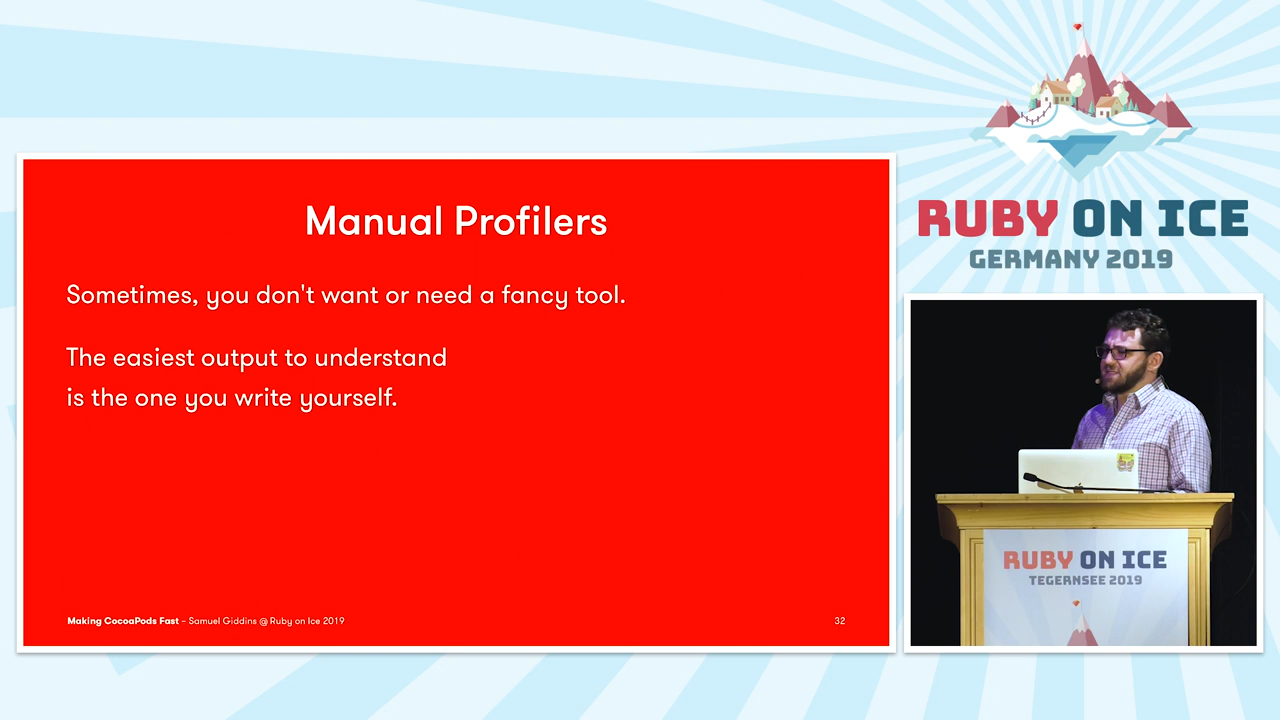 Manual Profilers
Sometimes, you don't want or need a fancy tool.
The easiest output to understand
is the one you write yourself.
Making CocoaPods Fast – Samuel Giddins @ Ruby on Ice 2019
32
RUBY ON ICE
GERMANY 2019
RUBY ON ICE
TEGERNSEE 2019